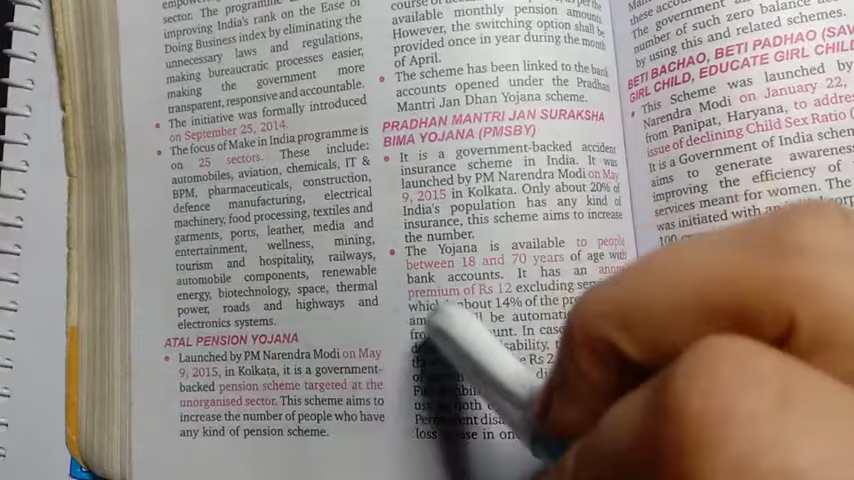 empowerment
sector. The programme
improving India's rank on the Ease of
Doing Business index by eliminating the
unnecessary laws and regulations,
making bureaucratic processes easier,
making the government more
transparent, responsive and accountable.
The initiative was formally introduced
on September 25, 2014.
The focus of Make in India programme is
on 25 sectors. These include:
automobiles, aviation, chemicals, IT &
BPM, pharmaceuticals, construction,
defence manufacturing, electrical
machinery, food processing, textiles and
garments, ports, leather, media and
entertainment, wellness, mining,
tourism and hospitality, railways,
automobile components, renewable
energy, biotechnology, space, thermal
power, roads and highways and
electronics systems.
ATAL PENSION YOJANA
Launched by PM Narendra Modi on May
9, 2015, in Kolkata, it is a government-
backed pension scheme targeted at the
unorganised sector. This scheme aims to
increase the number of people who have
any kind of pension scheme.
available monthly pension amounts.
However, the switching option shall be
provided once in year during the month
of April.
The scheme has been linked to the bank
accounts opened under the Pradhan
Mantri Jan Dhan Yojana scheme.
PRADHAN MANTRI JAN SURAKSHA
BIMA YOJANA (PMSBY)
It is a government-backed accident
insurance scheme in India. It was
launched by PM Narendra Modi on May
9, 2015 in Kolkata. Only about 20% of
India's population has any kind of
insurance, this scheme aims to increase
the number.
The Yojana is available to people
between 18 and 70 years of age with
bank accounts. It has an
premium of Rs 12 excluding
about 14% of the
be
In
Rs
of
loss in
these
The government
number of such zero balance
by using this and related schemes.
BETI BACHAO, BETI PADHAO (SAV
GIRL CHILD, EDUCATE GIRL CHILD
This Scheme was launched by
Narendra Modi on January 22,
from Panipat, Haryana, to address
issue of declining Child Sex Ratio
It is a Government of India
aims to generate
improving the efficiency of
services meant for women. The
was initiated with an
100